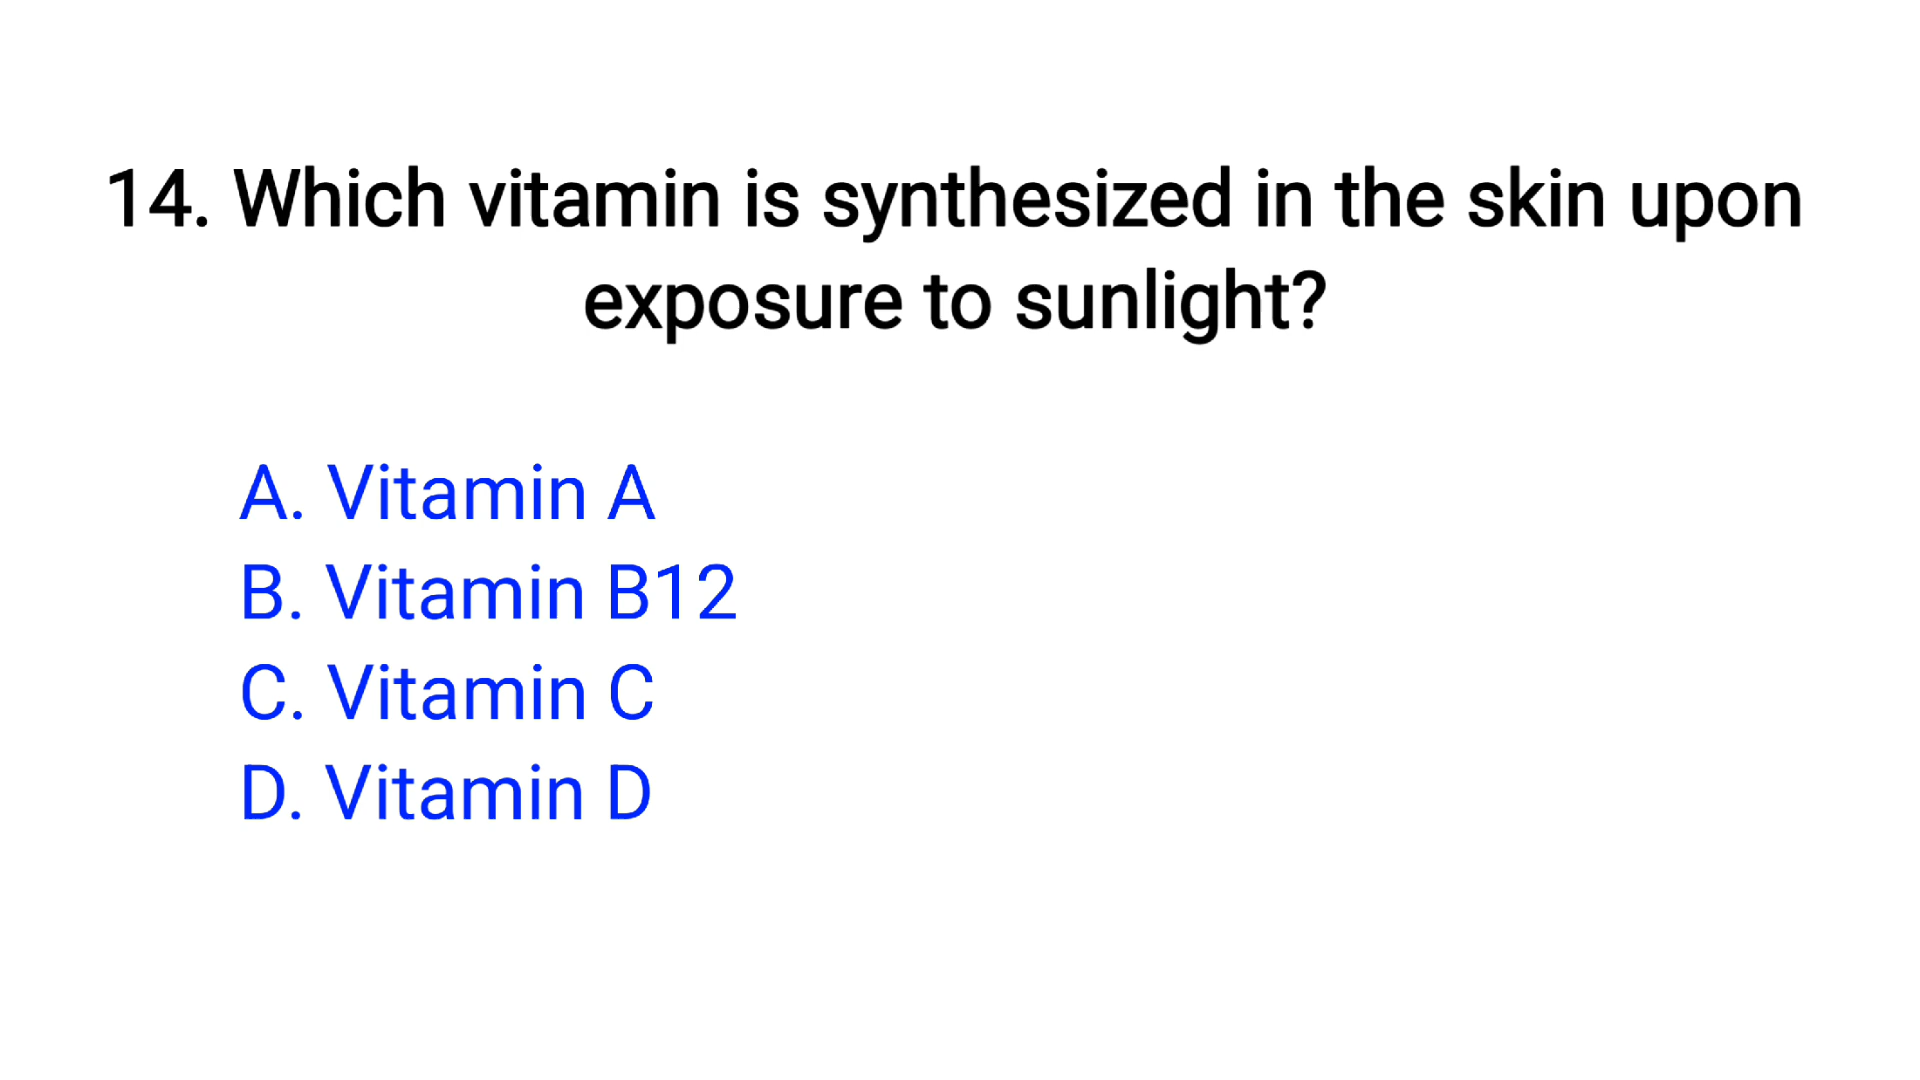 14. Which vitamin is synthesized in the skin upon
exposure to sunlight?
A. Vitamin A
B. Vitamin B12
C. Vitamin C
D. Vitamin D